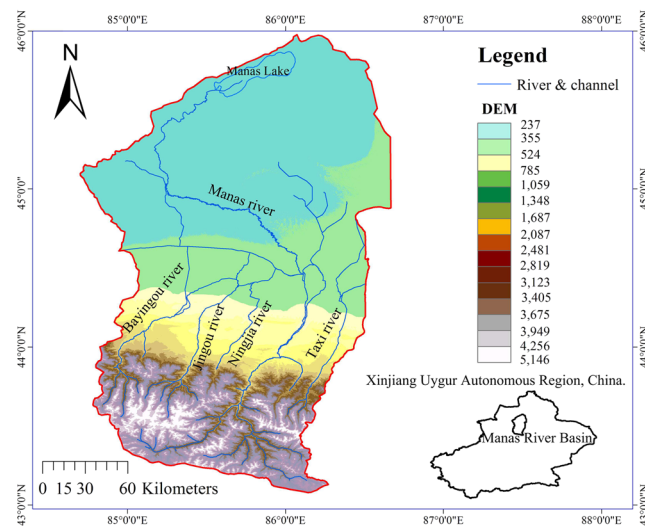 85°0'0"E 86°0'0"E 87°0'0"E 88°0'0"E
46°0'0"N
46°0'0"N
N
Manas Lake
Legend
River & channel
DEM
237
355
524
785
1,059
1,348
1,687
2,087
2,481
2,819
3,123
3,405
3,675
3,949
4,256
5,146
45°0'0"N
45°0'0"N
Manas river
Bayingou river
Jingou river
Ningjia river
Taxi river
44°0'0"N
44°0'0"N
Xinjiang Uygur Autonomous Region, China.
Manas River Basin
0 15 30 60 Kilometers
43°0'0"N
43°0'0"N
85°0'0"E 86°0'0"E 87°0'0"E 88°0'0"E